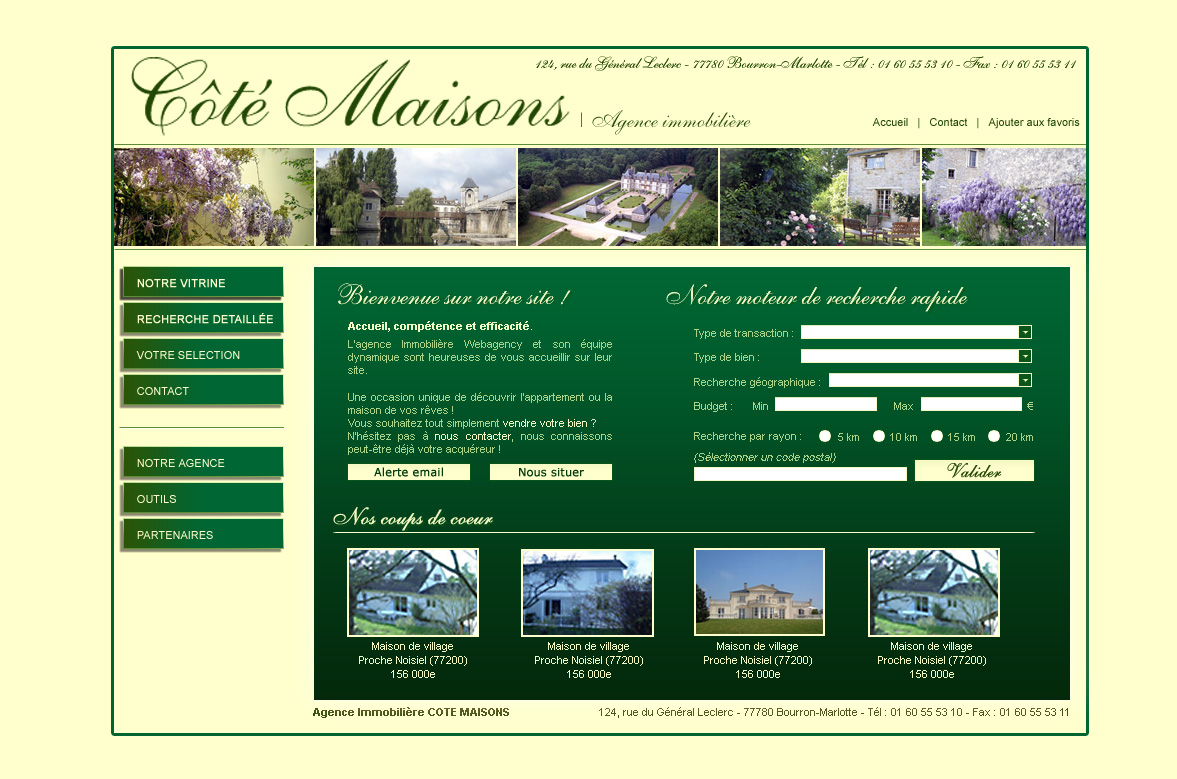 Côté Maisons | Agence immobilière
124, rue du Général Leclerc - 77780 Bourron-Marlotte - Tél : 01 60 55 53 10 - Fax : 01 60 55 53 11
Accueil | Contact | Ajouter aux favoris
NOTRE VITRINE
RECHERCHE DETAILLÉE
VOTRE SELECTION
CONTACT
NOTRE AGENCE
OUTILS
PARTENAIRES
Bienvenue sur notre site !
Accueil, compétence et efficacité.
L'agence Immobilière Webagency et son équipe
dynamique sont heureuses de vous accueillir sur leur
site.
Une occasion unique de découvrir l'appartement ou la
maison de vos rêves !
Vous souhaitez tout simplement vendre votre bien ?
N'hésitez pas à nous contacter, nous connaissons
peut-être déjà votre acquéreur !
Alerte email
Nous situer
Notre moteur de recherche rapide
Type de transaction :
Type de bien :
Recherche géographique :
Budget : Min Max €
Recherche par rayon : 5 km 10 km 15 km 20 km
(Sélectionner un code postal)
Valider
Nos coups de coeur
Maison de village
Proche Noisiel (77200)
156 000e
Maison de village
Proche Noisiel (77200)
156 000e
Maison de village
Proche Noisiel (77200)
156 000e
Maison de village
Proche Noisiel (77200)
156 000e
Agence Immobilière COTE MAISONS
124, rue du Général Leclerc - 77780 Bourron-Marlotte - Tél : 01 60 55 53 10 - Fax : 01 60 55 53 11